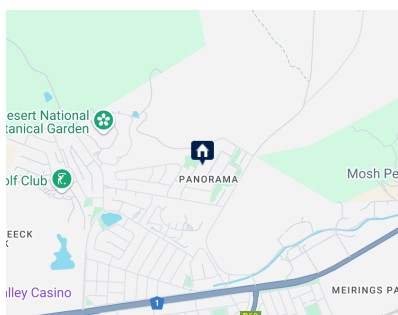 esert National
tanical Garden
olf Club
PANORAMA
Mosh Pe
EECK
K
alley Casino
1
MEIRINGS PA